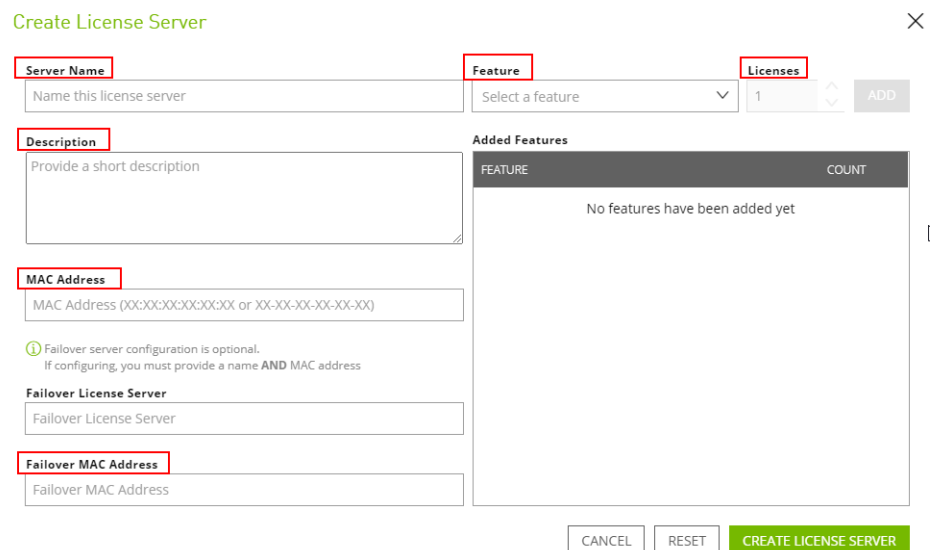 Create License Server
Server Name
Name this license server
Description
Provide a short description
MAC Address
MAC Address (XX:XX:XX:XX:XX:XX or XX-XX-XX-XX-XX-XX)
Failover server configuration is optional.
If configuring, you must provide a name AND MAC address
Failover License Server
Failover License Server
Failover MAC Address
Failover MAC Address
Feature
Select a feature
Licenses
1
ADD
Added Features
FEATURE COUNT
No features have been added yet
CANCEL RESET CREATE LICENSE SERVER